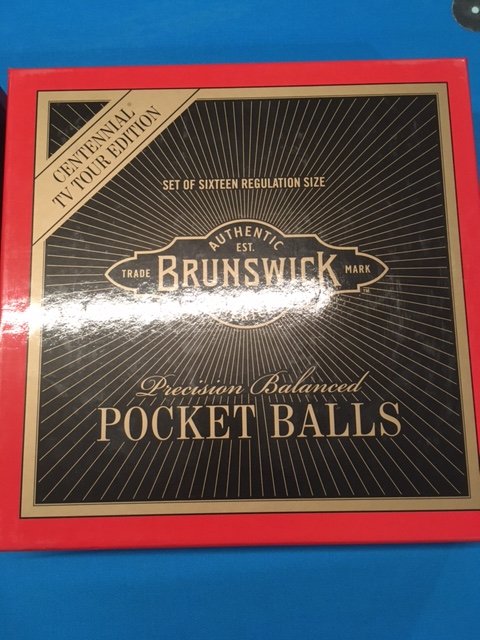 CENTENNIAL®
TV TOUR EDITION
SET OF SIXTEEN REGULATION SIZE
AUTHENTIC
EST.
TRADE BRUNSWICK MARK
Precision Balanced
POCKET BALLS